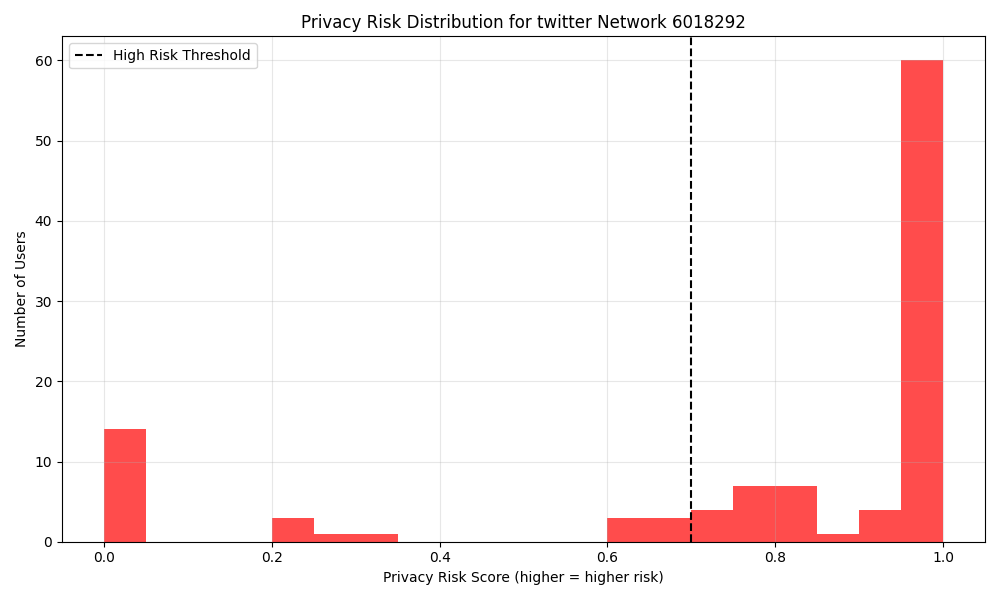 Privacy Risk Distribution for twitter Network 6018292
High Risk Threshold
Number of Users
60
50
40
30
20
10
0
0.0 0.2 0.4 0.6 0.8 1.0
Privacy Risk Score (higher = higher risk)